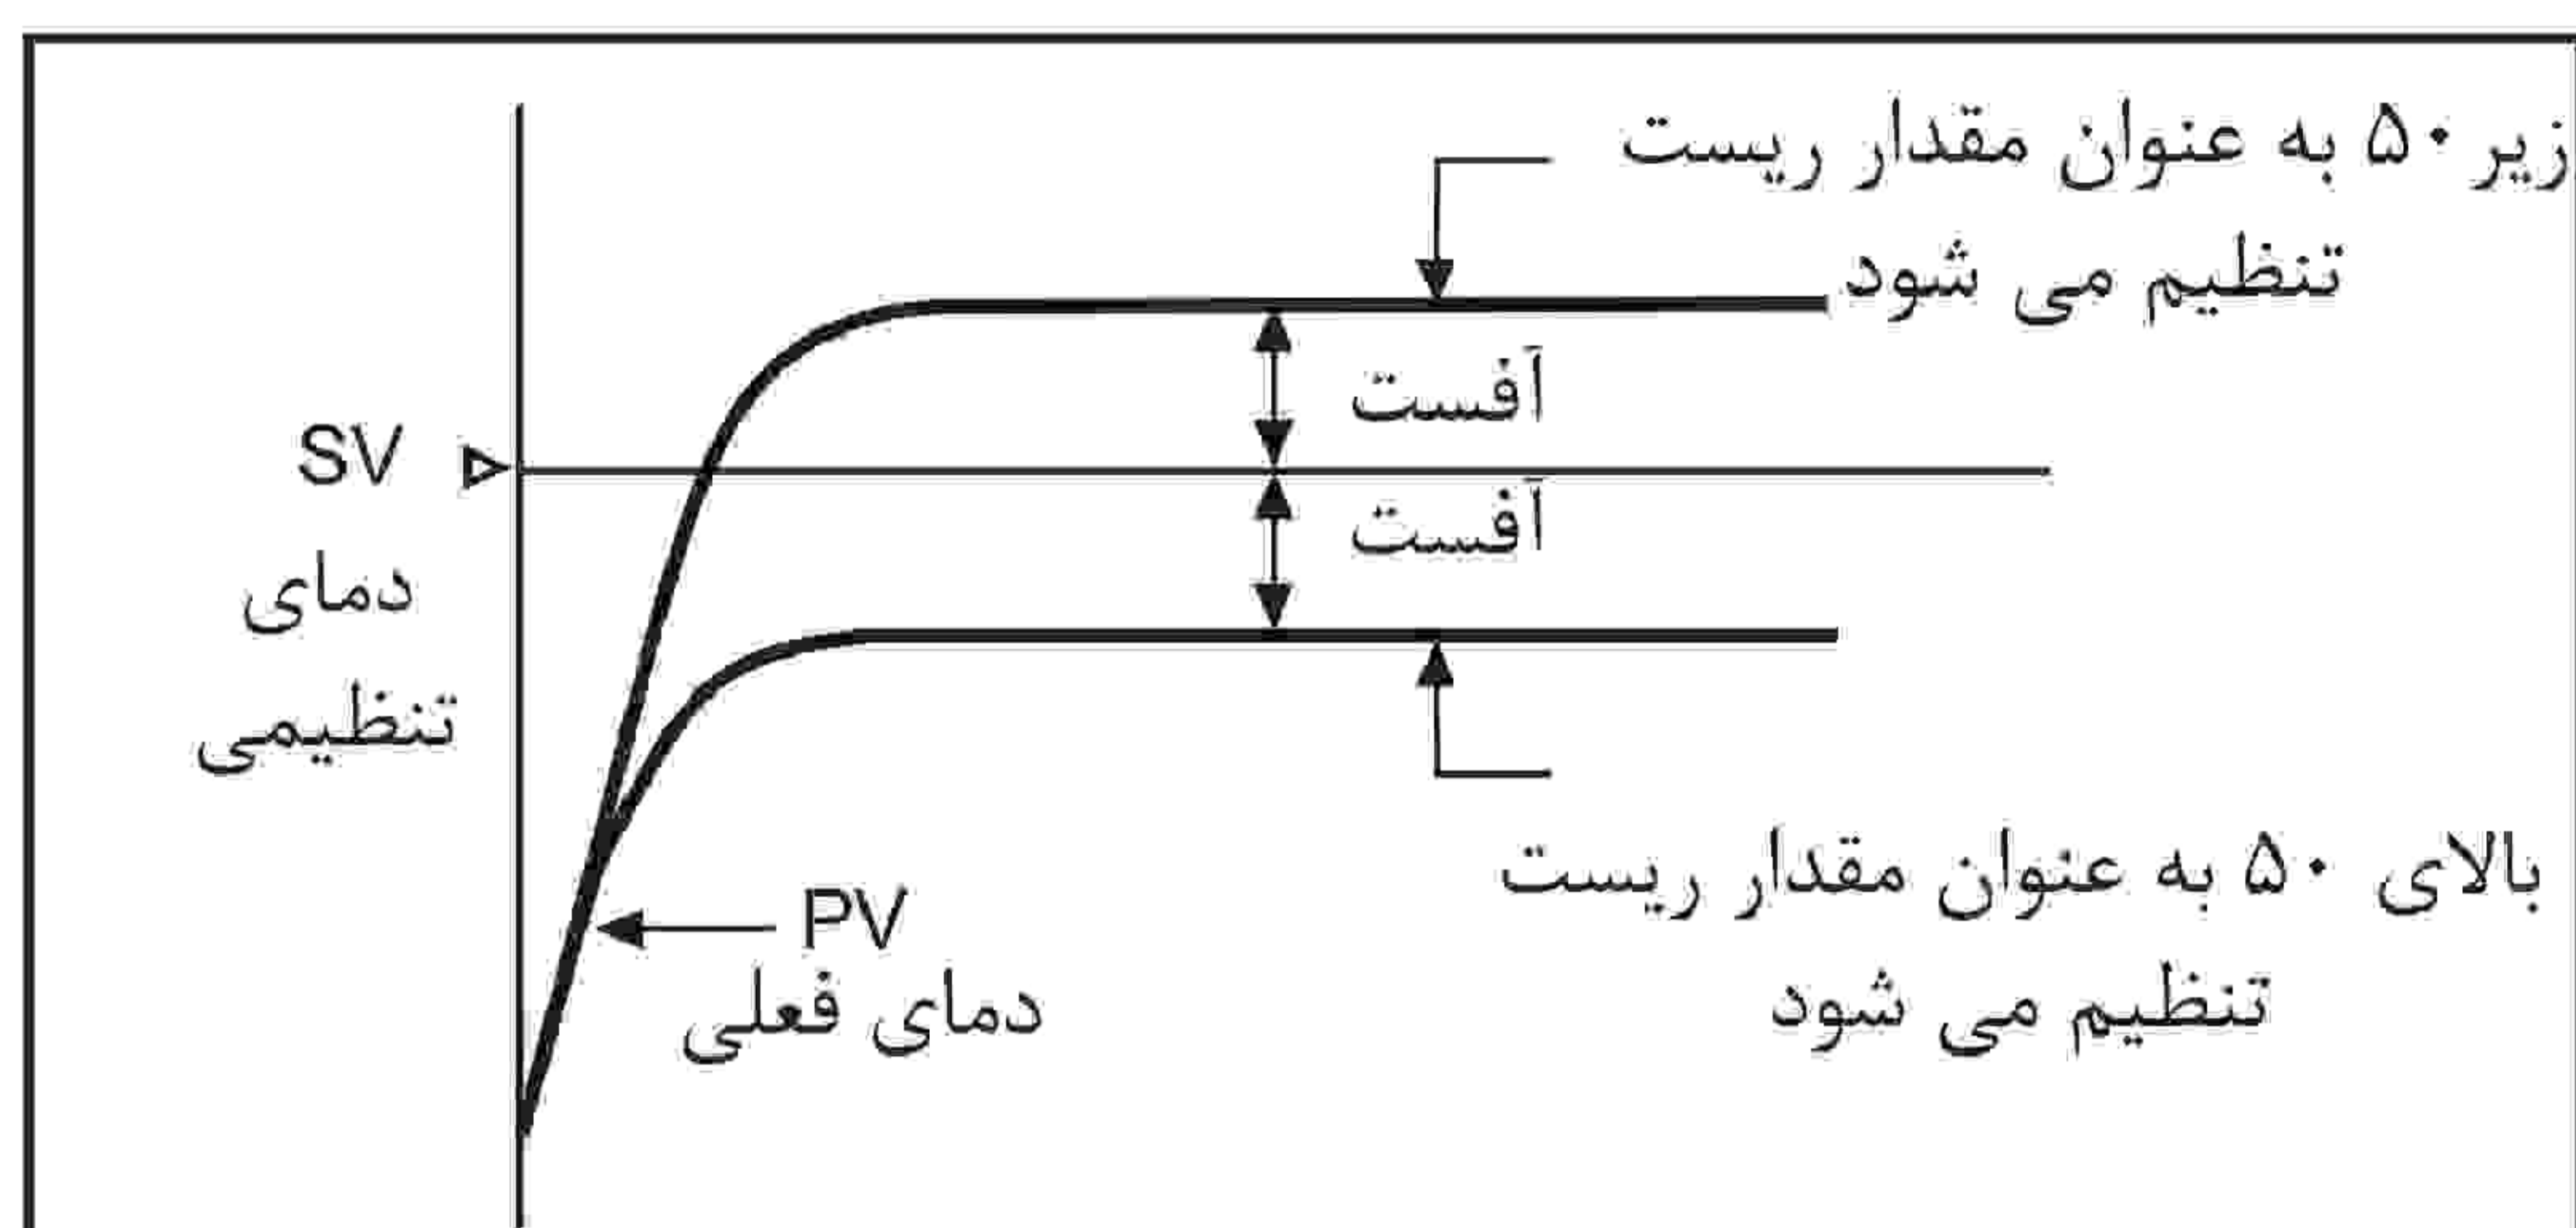 زیر ۵۰ به عنوان مقدار ریست
تنظیم می شود
آفست
SV
آفست
دمای
تنظیمی
بالای ۵۰ به عنوان مقدار ریست
PV
تنظیم می شود
دمای فعلی